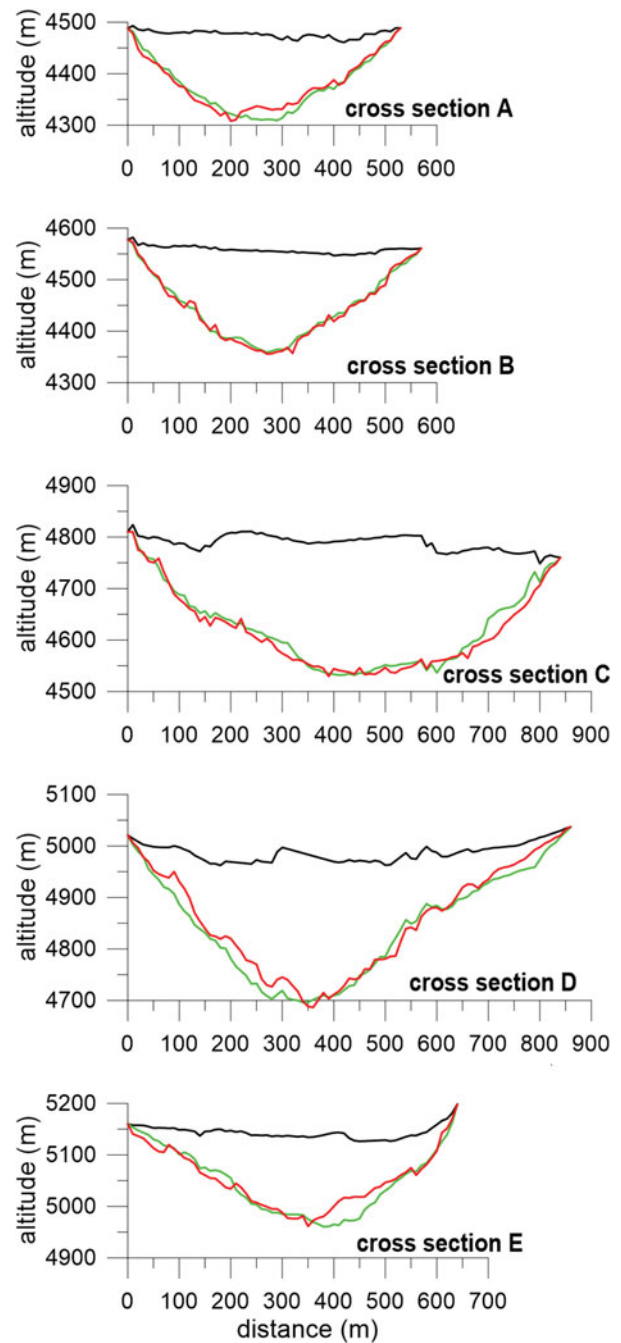 4500
4400
4300
altitude (m)
cross section A
0 100 200 300 400 500 600
4600
4500
4400
4300
altitude (m)
cross section B
0 100 200 300 400 500 600
4900
4800
4700
4600
4500
altitude (m)
cross section C
0 100 200 300 400 500 600 700 800 900
5100
5000
4900
4800
4700
altitude (m)
cross section D
0 100 200 300 400 500 600 700 800 900
5200
5100
5000
4900
altitude (m)
cross section E
0 100 200 300 400 500 600 700
distance (m)